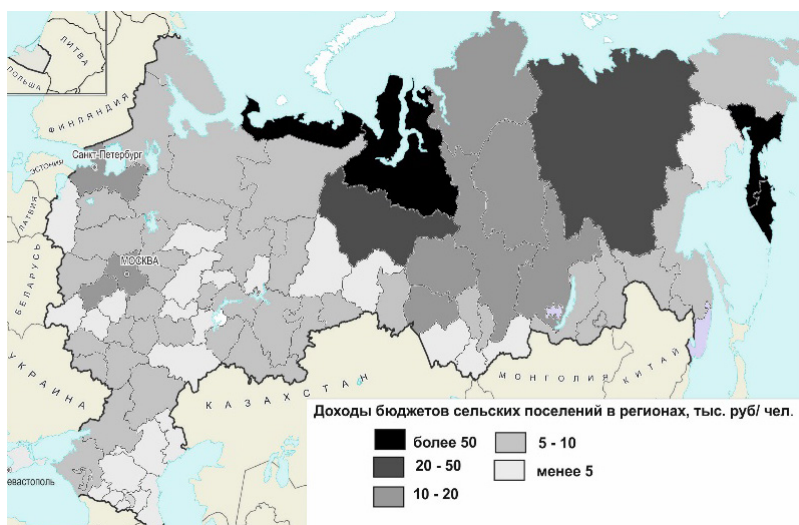 ЛИТВА
ПОЛЬША
ФИНЛЯНДИЯ
Санкт-Петербург
ЭСТОНИЯ
ЛАТВИЯ
БЕЛАРУСЬ
МОСКВА
УКРАИНА
КАЗАХСТАН
МОНГОЛИЯ
КИТАЙ
евастополь
Доходы бюджетов сельских поселений в регионах, тыс. руб/ чел.
более 50
5 - 10
20 - 50
менее 5
10 - 20